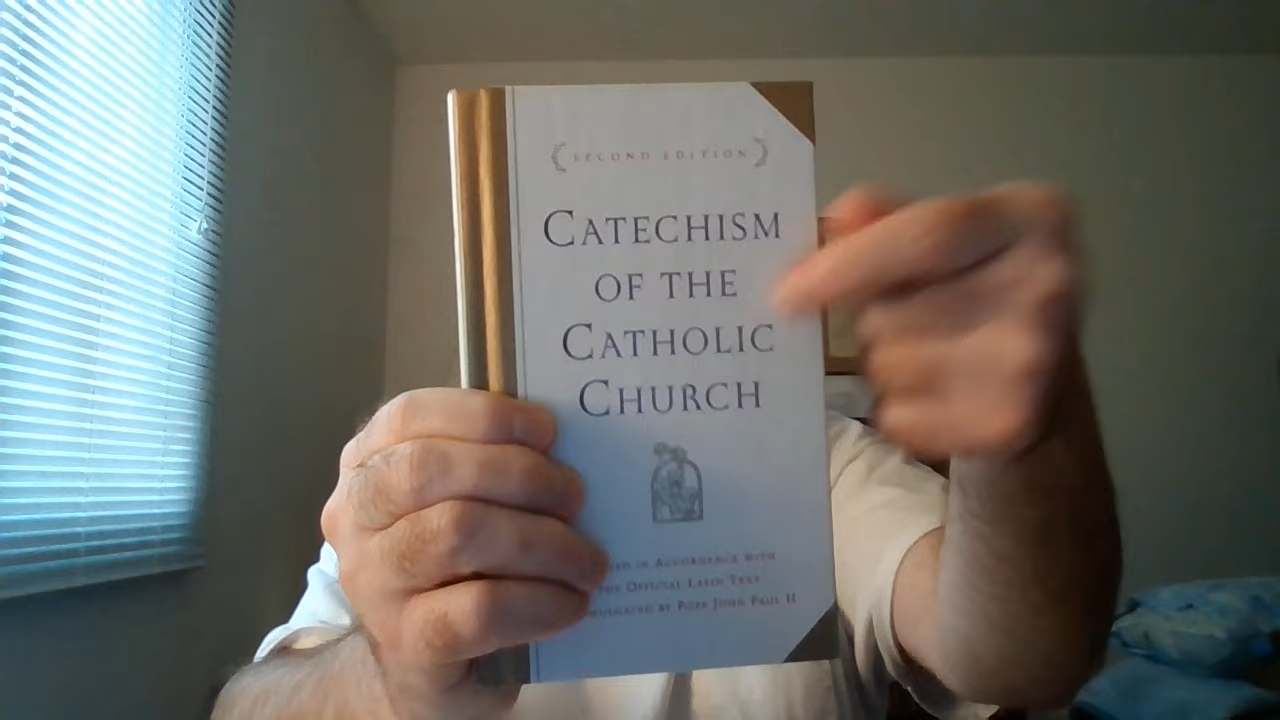 SECOND EDITION
CATECHISM
OF THE
CATHOLIC
CHURCH
IN ACCORDANCE WITH
OFFICIAL LATIN TEXT
BY POPE JOHN PAUL II